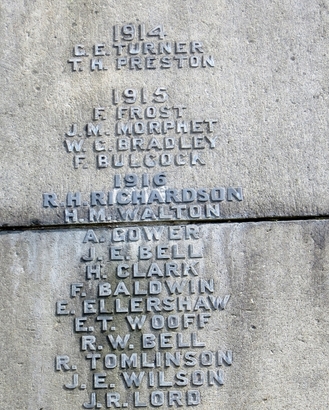 1914
C. E. TURNER
T. H. PRESTON
1915
F. FROST
J. M. MORPHET
W. C. BRADLEY
F. BULCOCK
1916
R. H. RICHARDSON
H. M. WALTON
A. GOWER
J. E. BELL
H. CLARK
F. BALDWIN
E. ELLERSHAW
E. T. WOOFF
R. W. BELL
R. TOMLINSON
J. E. WILSON
J. R. LORD